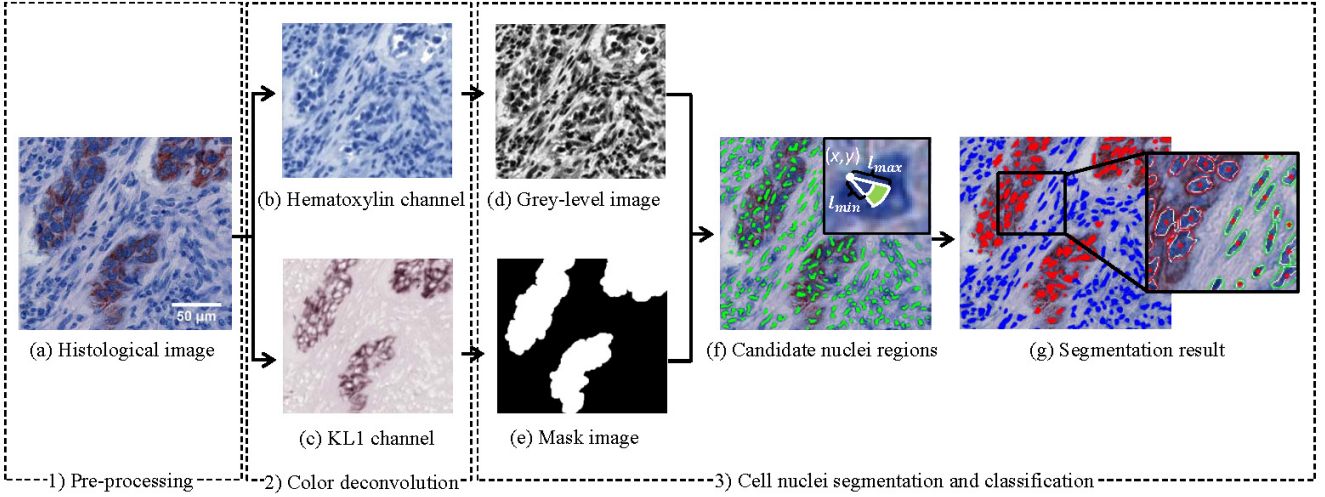 (b) Hematoxylin channel
(d) Grey-level image
(x,y)
l_max
l_min
50 µm
(a) Histological image
(f) Candidate nuclei regions
(g) Segmentation result
(c) KL1 channel
(e) Mask image
1) Pre-processing
2) Color deconvolution
3) Cell nuclei segmentation and classification